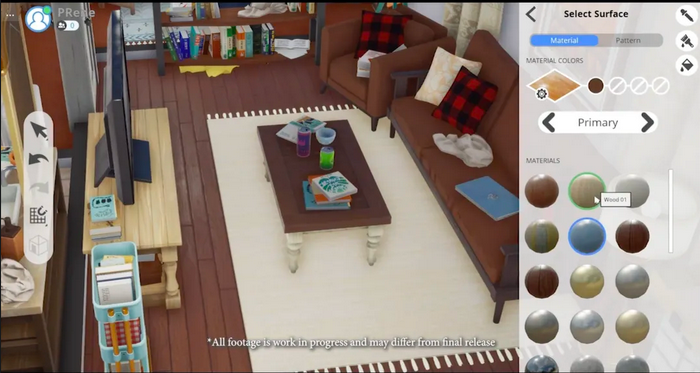 PRene
0
Select Surface
Material
Pattern
MATERIAL COLORS
Primary
MATERIALS
Wood 01
*All footage is work in progress and may differ from final release